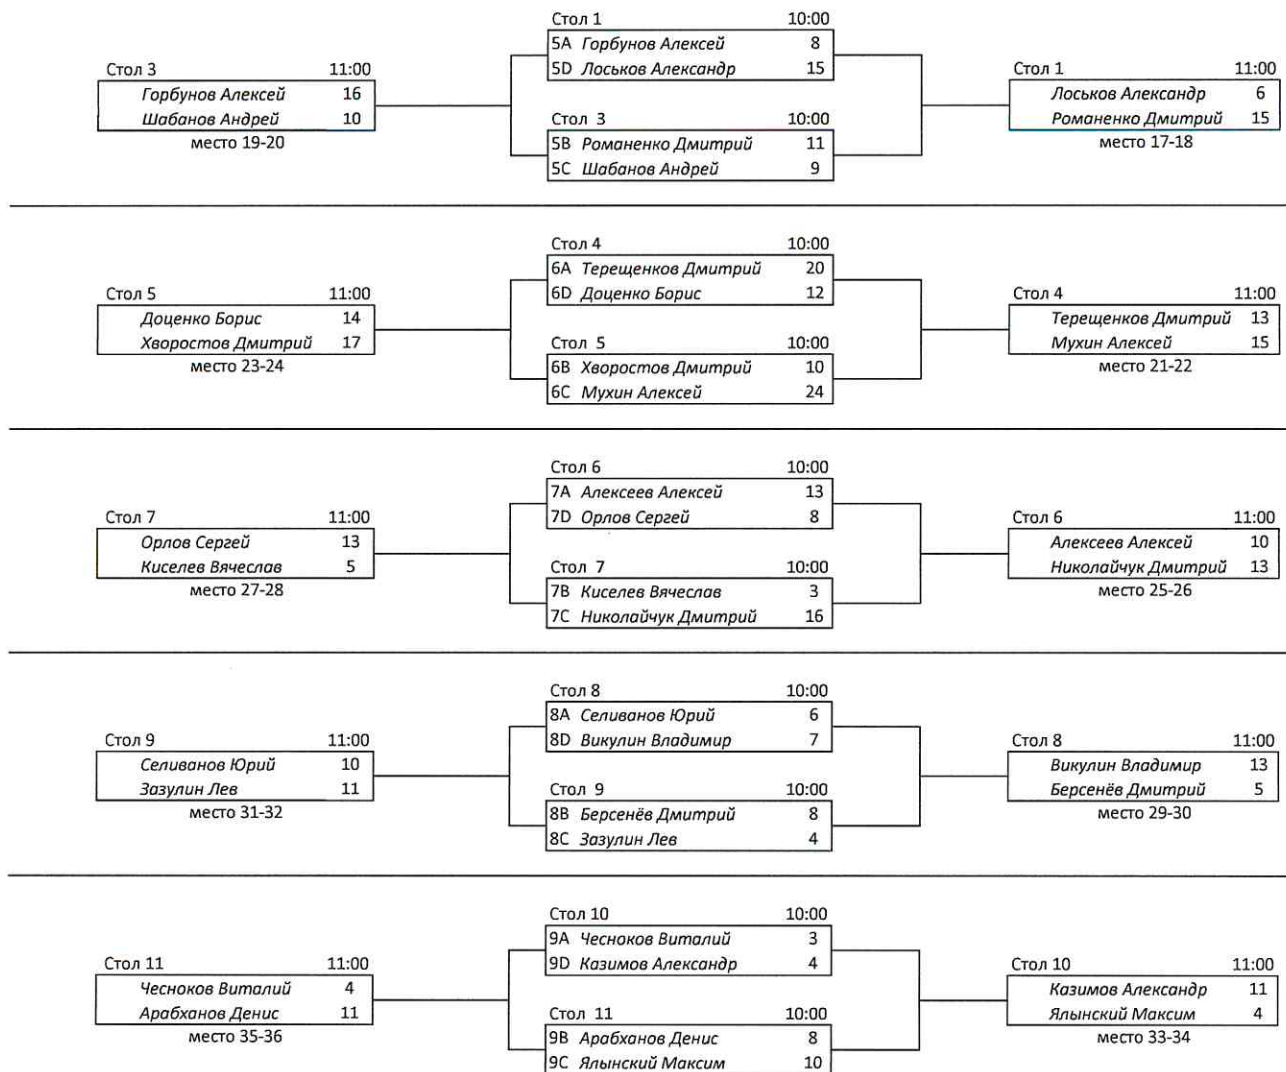 Стол 1 10:00
5A Горбунов Алексей 8
5D Лоськов Александр 15
Стол 3 11:00
Горбунов Алексей 16
Шабанов Андрей 10
место 19-20
Стол 3 10:00
5B Романенко Дмитрий 11
5C Шабанов Андрей 9
Стол 1 11:00
Лоськов Александр 6
Романенко Дмитрий 15
место 17-18
Стол 4 10:00
6A Терещенков Дмитрий 20
6D Доценко Борис 12
Стол 5 11:00
Доценко Борис 14
Хворостов Дмитрий 17
место 23-24
Стол 5 10:00
6B Хворостов Дмитрий 10
6C Мухин Алексей 24
Стол 4 11:00
Терещенков Дмитрий 13
Мухин Алексей 15
место 21-22
Стол 6 10:00
7A Алексеев Алексей 13
7D Орлов Сергей 8
Стол 7 11:00
Орлов Сергей 13
Киселев Вячеслав 5
место 27-28
Стол 7 10:00
7B Киселев Вячеслав 3
7C Николайчук Дмитрий 16
Стол 6 11:00
Алексеев Алексей 10
Николайчук Дмитрий 13
место 25-26
Стол 8 10:00
8A Селиванов Юрий 6
8D Викулин Владимир 7
Стол 9 11:00
Селиванов Юрий 10
Зазулин Лев 11
место 31-32
Стол 9 10:00
8B Берсенёв Дмитрий 8
8C Зазулин Лев 4
Стол 8 11:00
Викулин Владимир 13
Берсенёв Дмитрий 5
место 29-30
Стол 10 10:00
9A Чесноков Виталий 3
9D Казимов Александр 4
Стол 11 11:00
Чесноков Виталий 4
Арабханов Денис 11
место 35-36
Стол 11 10:00
9B Арабханов Денис 8
9C Ялынский Максим 10
Стол 10 11:00
Казимов Александр 11
Ялынский Максим 4
место 33-34